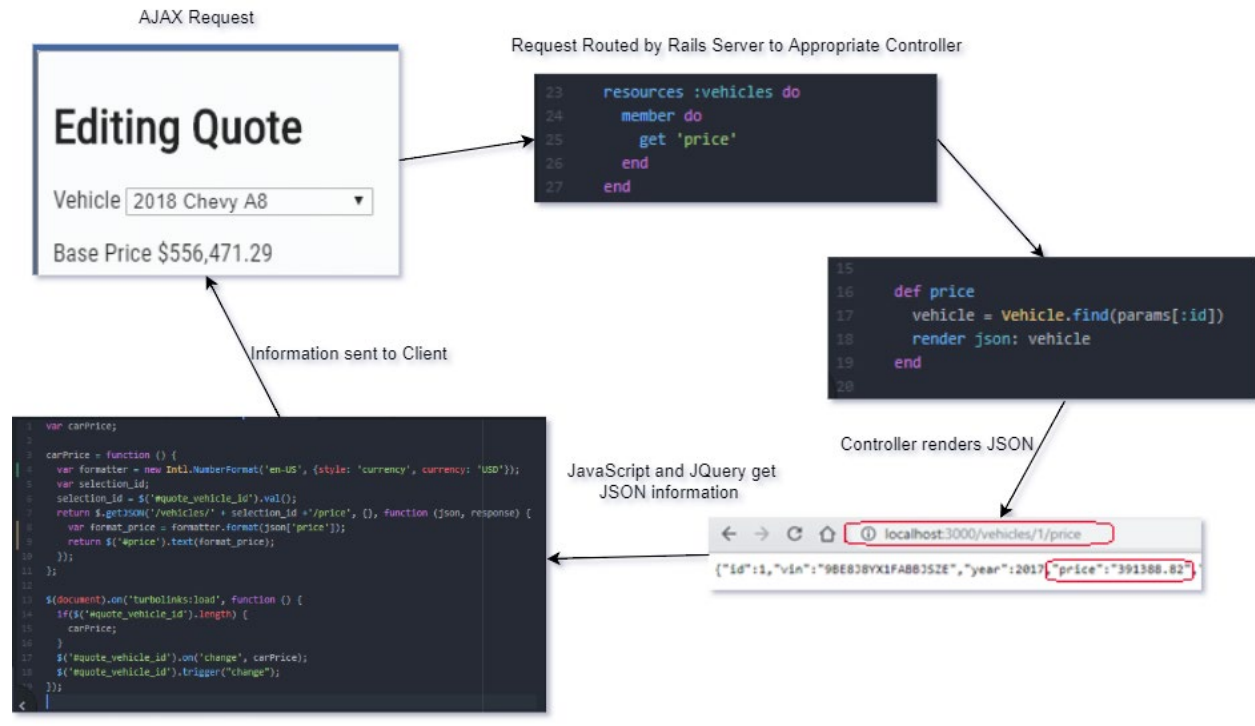 AJAX Request
Editing Quote
Vehicle 2018 Chevy A8
Base Price $556,471.29
Request Routed by Rails Server to Appropriate Controller
23 resources :vehicles do
24 member do
25 get 'price'
26 end
27 end
15
16 def price
17 vehicle = Vehicle.find(params[:id])
18 render json: vehicle
19 end
20
Controller renders JSON
localhost:3000/vehicles/1/price
{"id":1,"vin":"9BE8J8YX1FABBJSZE","year":2017,"price":"391388.82",
JavaScript and JQuery get
JSON information
1 var carPrice;
2
3 carPrice = function () {
4 var formatter = new Intl.NumberFormat('en-US', {style: 'currency', currency: 'USD'});
5 var selection_id;
6 selection_id = $('#quote_vehicle_id').val();
7 return $.getJSON('/vehicles/' + selection_id +'/price', {}, function (json, response) {
8 var format_price = formatter.format(json['price']);
9 return $('#price').text(format_price);
10 });
11 };
12
13 $(document).on('turbolinks:load', function () {
14 if($('#quote_vehicle_id').length) {
15 carPrice;
16 }
17 $('#quote_vehicle_id').on('change', carPrice);
18 $('#quote_vehicle_id').trigger("change");
});
Information sent to Client